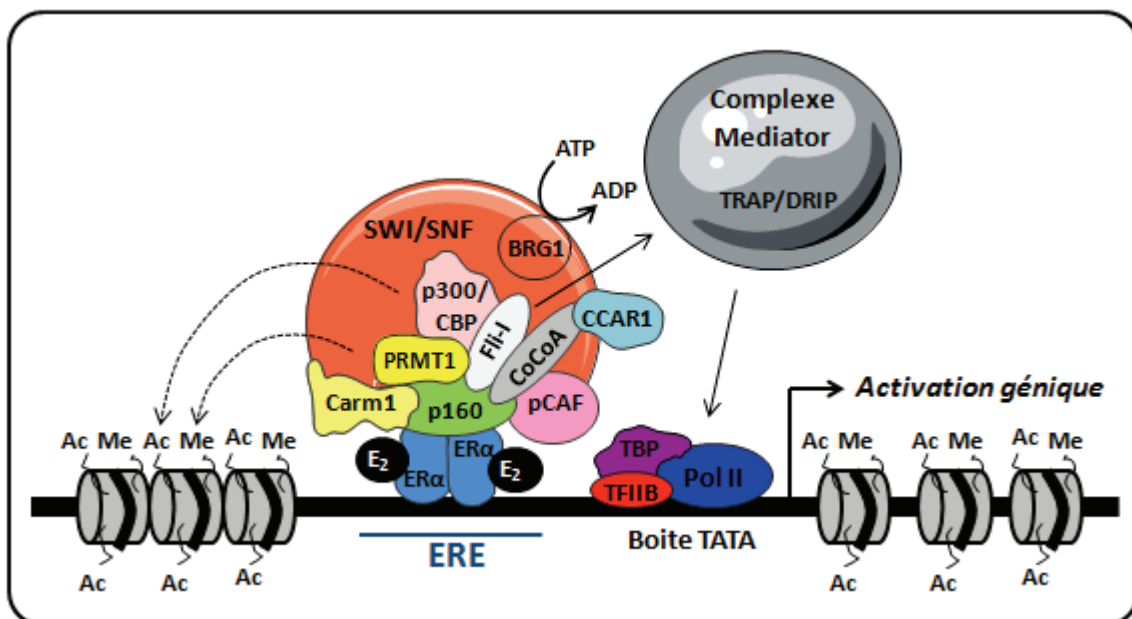 Complexe
Mediator
TRAP/DRIP
ATP
ADP
SWI/SNF
BRG1
p300/
CBP
Fli-I
CoCoA
CCAR1
PRMT1
Carm1
p160
pCAF
E2
ERα
ERα
E2
TBP
TFIIB
Pol II
Activation génique
Ac Me Ac Me Ac Me
Ac Ac Ac
Ac Me Ac Me Ac Me
Ac Ac Ac
ERE
Boite TATA